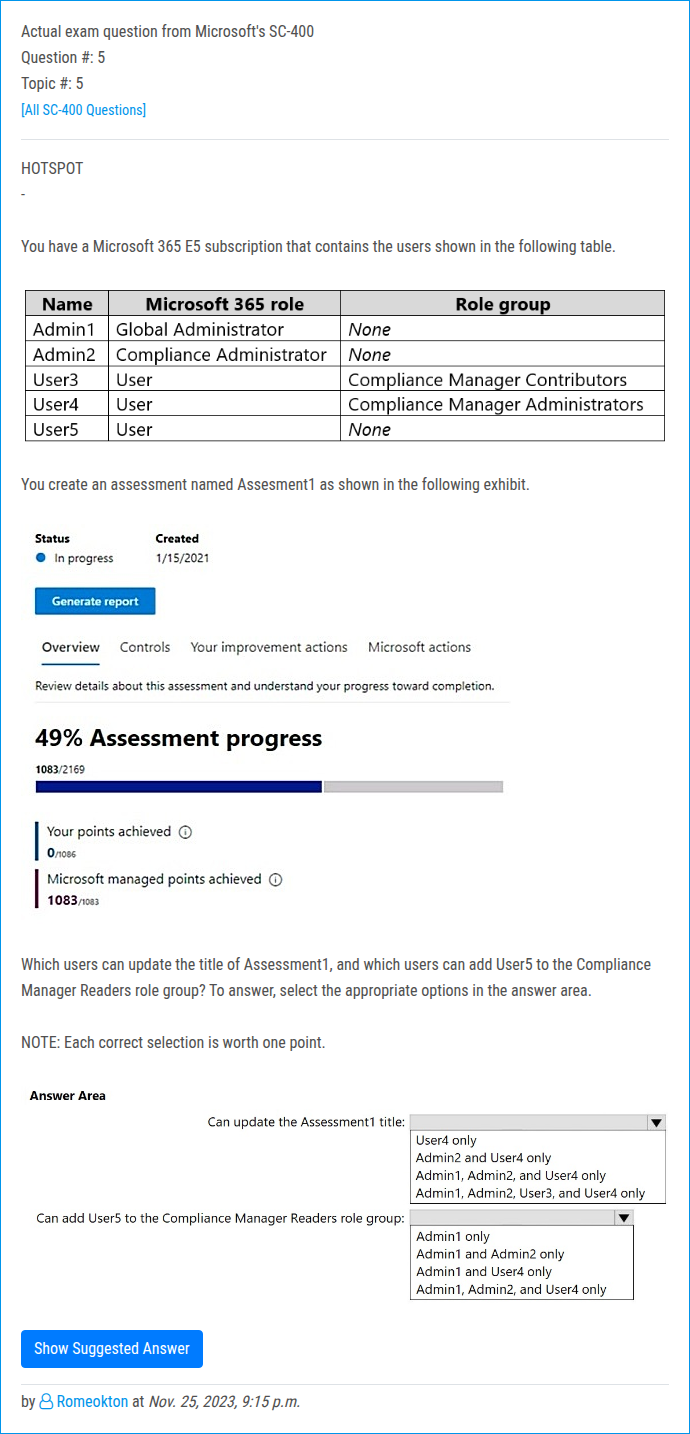 Actual exam question from Microsoft's SC-400
Question #: 5
Topic #: 5
[All SC-400 Questions]
HOTSPOT
-
You have a Microsoft 365 E5 subscription that contains the users shown in the following table.
Name Microsoft 365 role Role group
Admin1 Global Administrator None
Admin2 Compliance Administrator None
User3 User Compliance Manager Contributors
User4 User Compliance Manager Administrators
User5 User None
You create an assessment named Assesment1 as shown in the following exhibit.
Status Created
In progress 1/15/2021
Generate report
Overview Controls Your improvement actions Microsoft actions
Review details about this assessment and understand your progress toward completion.
49% Assessment progress
1083/2169
Your points achieved
0/1086
Microsoft managed points achieved
1083/1083
Which users can update the title of Assessment1, and which users can add User5 to the Compliance
Manager Readers role group? To answer, select the appropriate options in the answer area.
NOTE: Each correct selection is worth one point.
Answer Area
Can update the Assessment1 title:
User4 only
Admin2 and User4 only
Admin1, Admin2, and User4 only
Admin1, Admin2, User3, and User4 only
Can add User5 to the Compliance Manager Readers role group:
Admin1 only
Admin1 and Admin2 only
Admin1 and User4 only
Admin1, Admin2, and User4 only
Show Suggested Answer
by Romeokton at Nov. 25, 2023, 9:15 p.m.